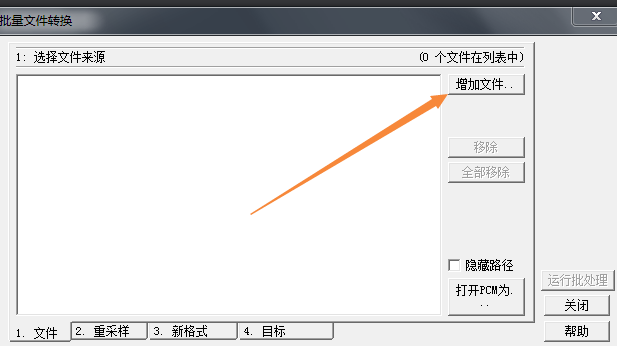 批量文件转换
1: 选择文件来源 (0 个文件在列表中)
增加文件..
移除
全部移除
隐藏路径
打开PCM为.
..
运行批处理
关闭
帮助
1. 文件 2. 重采样 3. 新格式 4. 目标